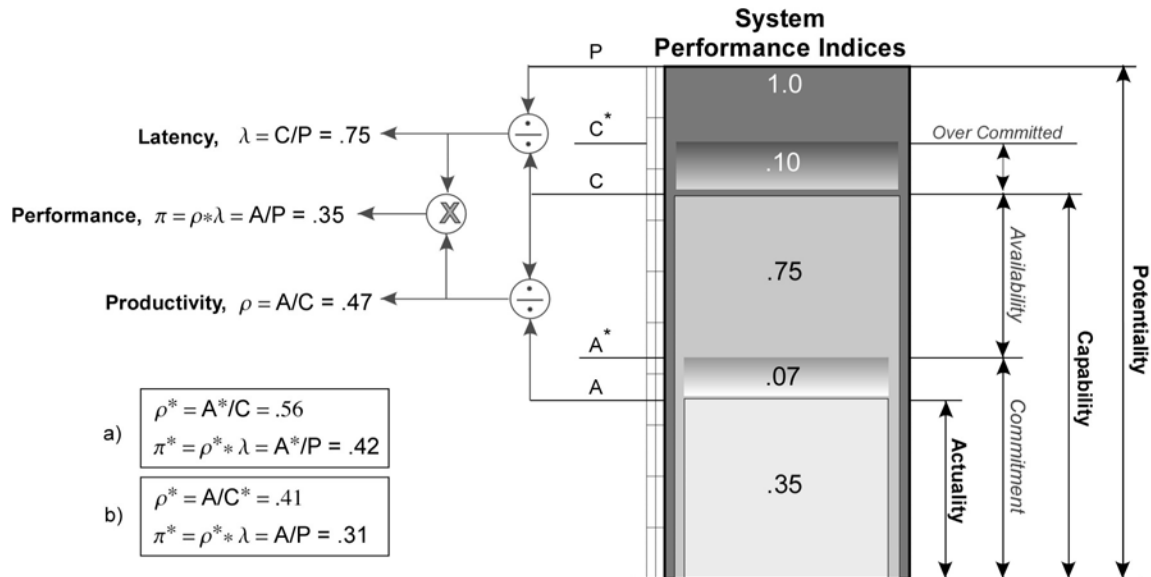 System
Performance Indices
P
1.0
C*
Over Committed
Latency, λ = C/P = .75
÷
.10
C
Performance, π = ρ*λ = A/P = .35
X
.75
Availability
Potentiality
Productivity, ρ = A/C = .47
÷
Capability
A*
.07
A
a)
ρ* = A*/C = .56
π* = ρ** λ = A*/P = .42
Commitment
Actuality
.35
b)
ρ* = A/C* = .41
π* = ρ** λ = A/P = .31